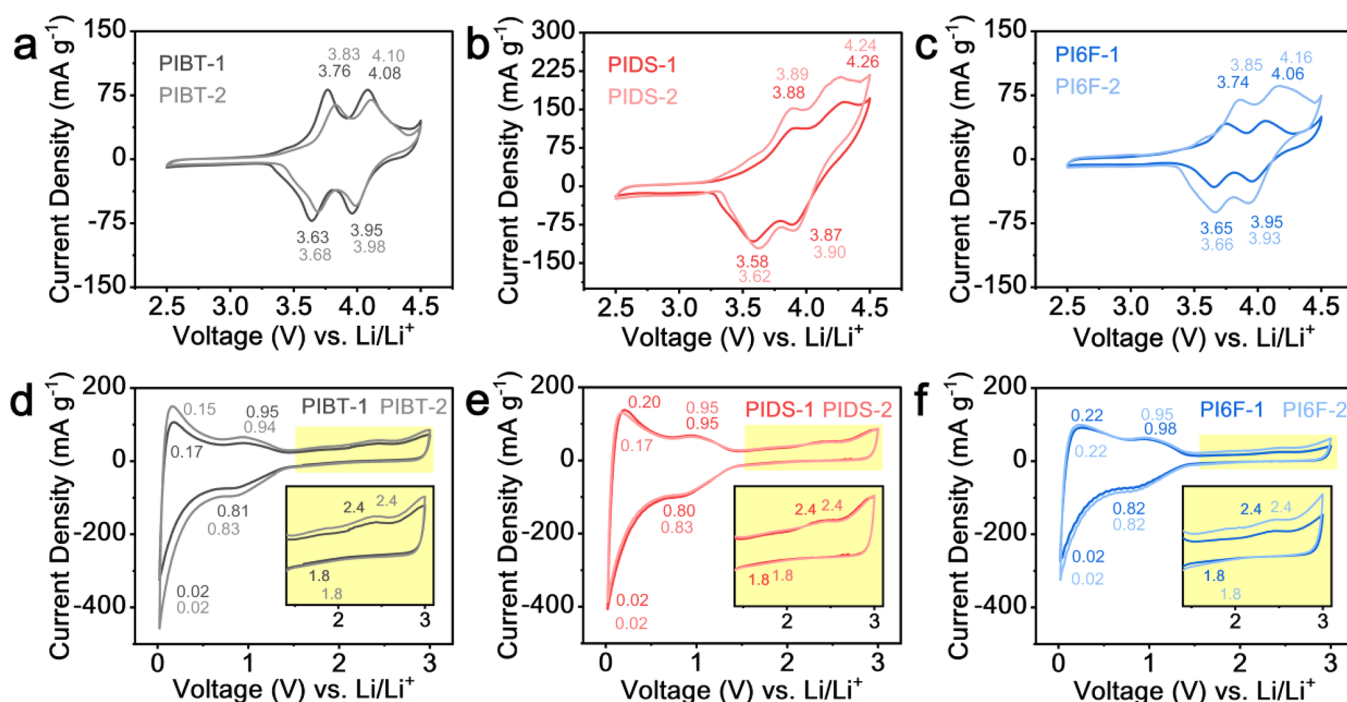 a
150
75
0
-75
-150
Current Density (mA g⁻¹)
PIBT-1
PIBT-2
3.83 4.10
3.76 4.08
3.63 3.95
3.68 3.98
2.5 3.0 3.5 4.0 4.5
Voltage (V) vs. Li/Li⁺
b
300
225
150
75
0
-75
-150
Current Density (mA g⁻¹)
PIDS-1
PIDS-2
4.24
3.89 4.26
3.88
3.87
3.58 3.90
3.62
2.5 3.0 3.5 4.0 4.5
Voltage (V) vs. Li/Li⁺
c
150
75
0
-75
-150
Current Density (mA g⁻¹)
PI6F-1
PI6F-2
3.85 4.16
3.74 4.06
3.65 3.95
3.66 3.93
2.5 3.0 3.5 4.0 4.5
Voltage (V) vs. Li/Li⁺
d
200
0
-200
-400
Current Density (mA g⁻¹)
PIBT-1 PIBT-2
0.15 0.95
0.94
0.17
0.81
0.83
0.02
0.02
2.4 2.4
1.8
1.8
2 3
0 1 2 3
Voltage (V) vs. Li/Li⁺
e
200
0
-200
-400
Current Density (mA g⁻¹)
PIDS-1 PIDS-2
0.20 0.95
0.95
0.17
0.80
0.83
0.02
0.02
2.4 2.4
1.8 1.8
2 3
0 1 2 3
Voltage (V) vs. Li/Li⁺
f
200
0
-200
-400
Current Density (mA g⁻¹)
PI6F-1 PI6F-2
0.22 0.95
0.98
0.22
0.82
0.82
0.02
0.02
2.4 2.4
1.8
1.8
2 3
0 1 2 3
Voltage (V) vs. Li/Li⁺